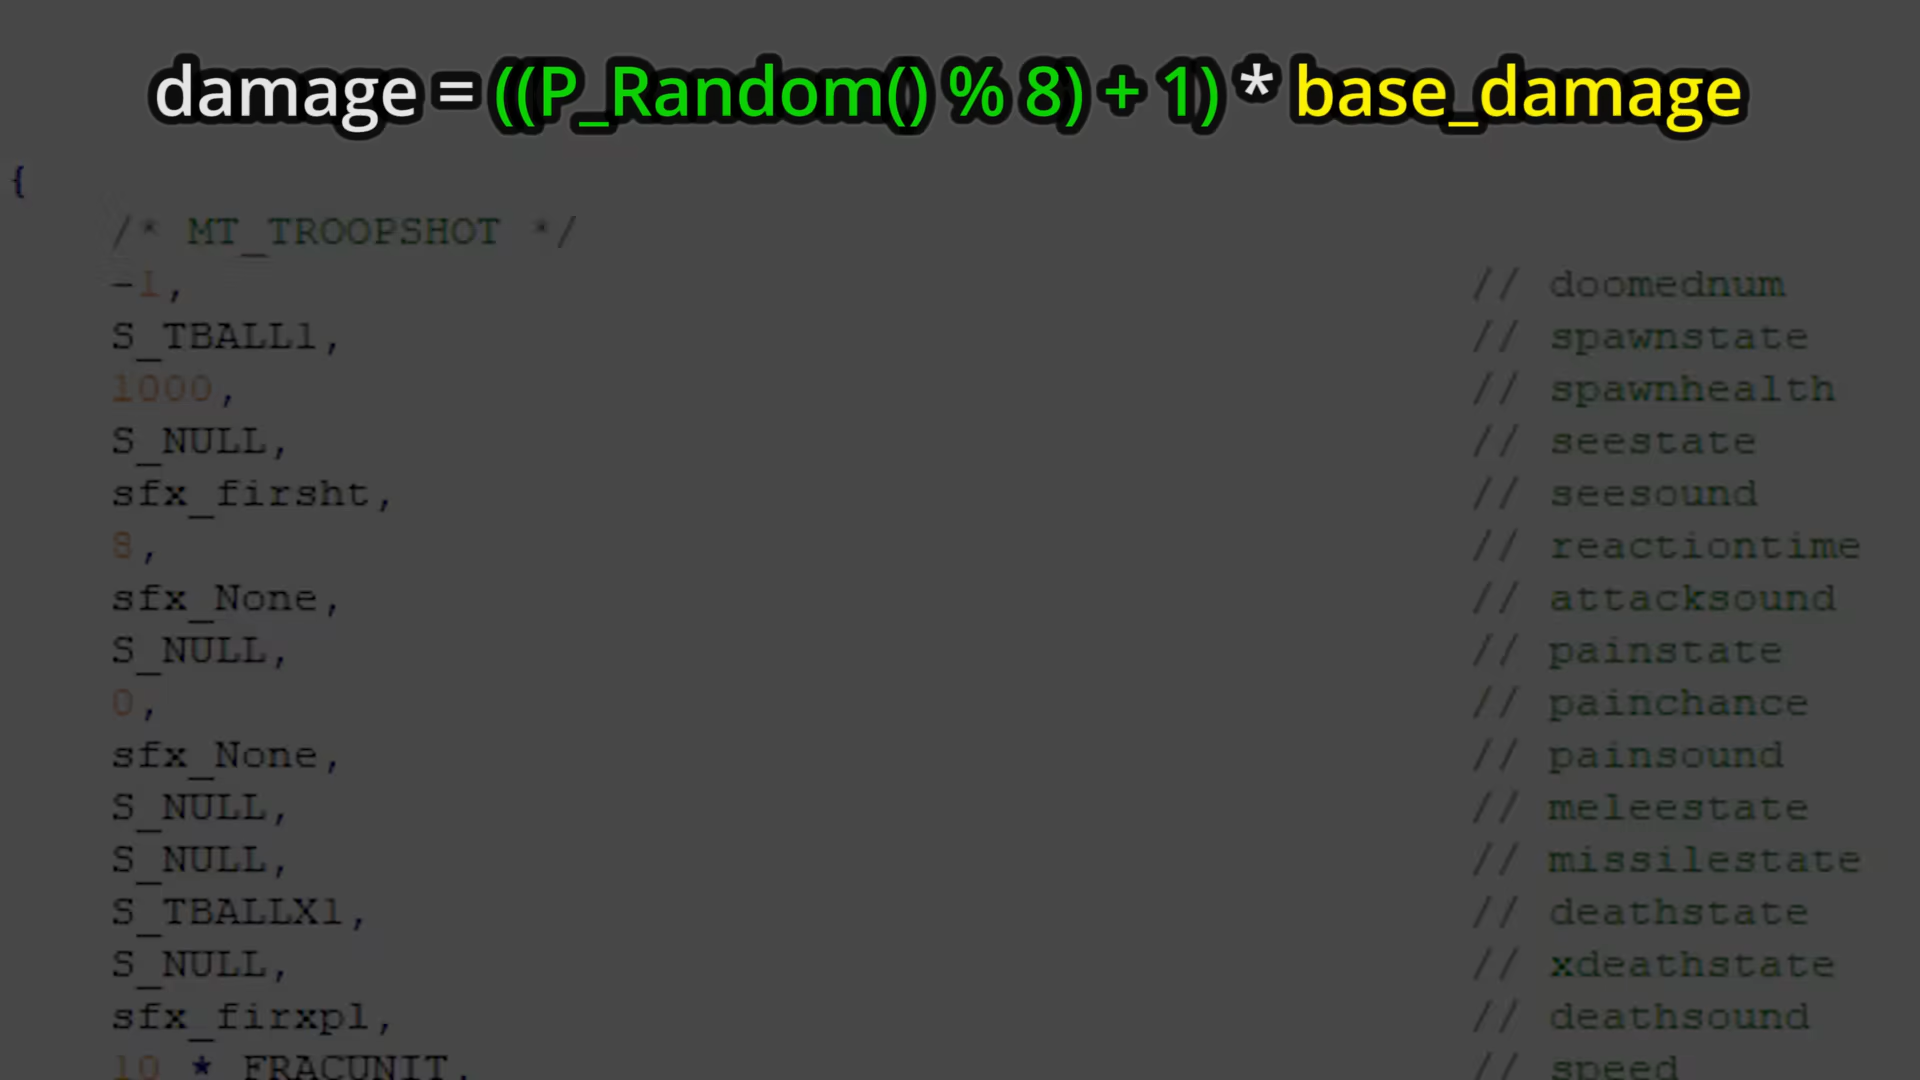 damage = ((P_Random() % 8) + 1) * base_damage
{
/* MT_TROOPSHOT */
-1, // doomednum
S_TBALL1, // spawnstate
1000, // spawnhealth
S_NULL, // seestate
sfx_firsht, // seesound
8, // reactiontime
sfx_None, // attacksound
S_NULL, // painstate
0, // painchance
sfx_None, // painsound
S_NULL, // meleestate
S_NULL, // missilestate
S_TBALLX1, // deathstate
S_NULL, // xdeathstate
sfx_firxpl, // deathsound
10 * FRACUNIT, // speed